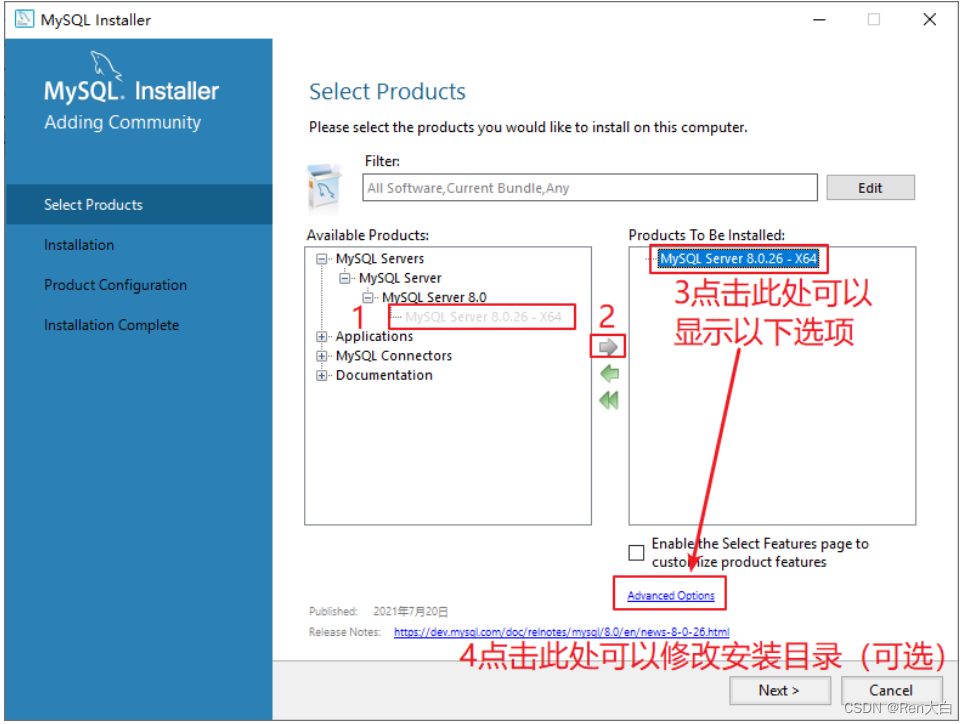 MySQL Installer
MySQL. Installer
Adding Community
Select Products
Installation
Product Configuration
Installation Complete
Select Products
Please select the products you would like to install on this computer.
Filter:
All Software,Current Bundle,Any
Edit
Available Products:
MySQL Servers
MySQL Server
MySQL Server 8.0
1
MySQL Server 8.0.26 - X64
Applications
MySQL Connectors
Documentation
2
Products To Be Installed:
MySQL Server 8.0.26 - X64
3点击此处可以
显示以下选项
Enable the Select Features page to
customize product features
Advanced Options
Published: 2021年7月20日
Release Notes: https://dev.mysql.com/doc/relnotes/mysql/8.0/en/news-8-0-26.html
4点击此处可以修改安装目录（可选）
Next >
Cancel
CSDN @Ren大白